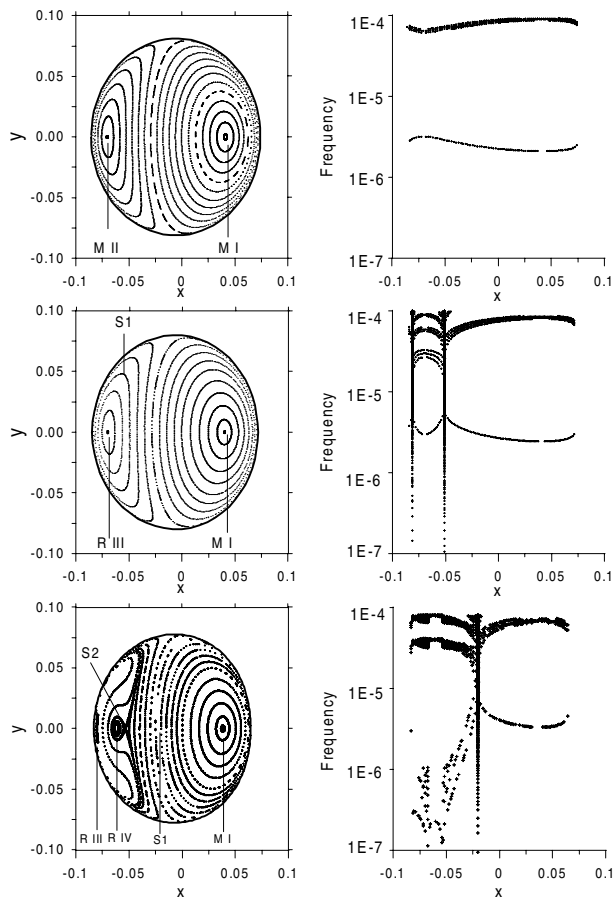 0.10
0.05
0.00
-0.05
-0.10
y
M II
M I
-0.1
-0.05
0
0.05
0.1
x
1E-4
1E-5
1E-6
1E-7
Frequency
-0.1
-0.05
0
0.05
0.1
x
S1
0.10
0.05
0.00
-0.05
-0.10
y
R III
M I
-0.1
-0.05
0
0.05
0.1
x
1E-4
1E-5
1E-6
1E-7
Frequency
-0.1
-0.05
0
0.05
0.1
x
0.10
0.05
0.00
-0.05
-0.10
y
S2
R III
R IV
S1
M I
-0.1
-0.05
0
0.05
0.1
x
1E-4
1E-5
1E-6
1E-7
Frequency
-0.1
-0.05
0
0.05
0.1
x